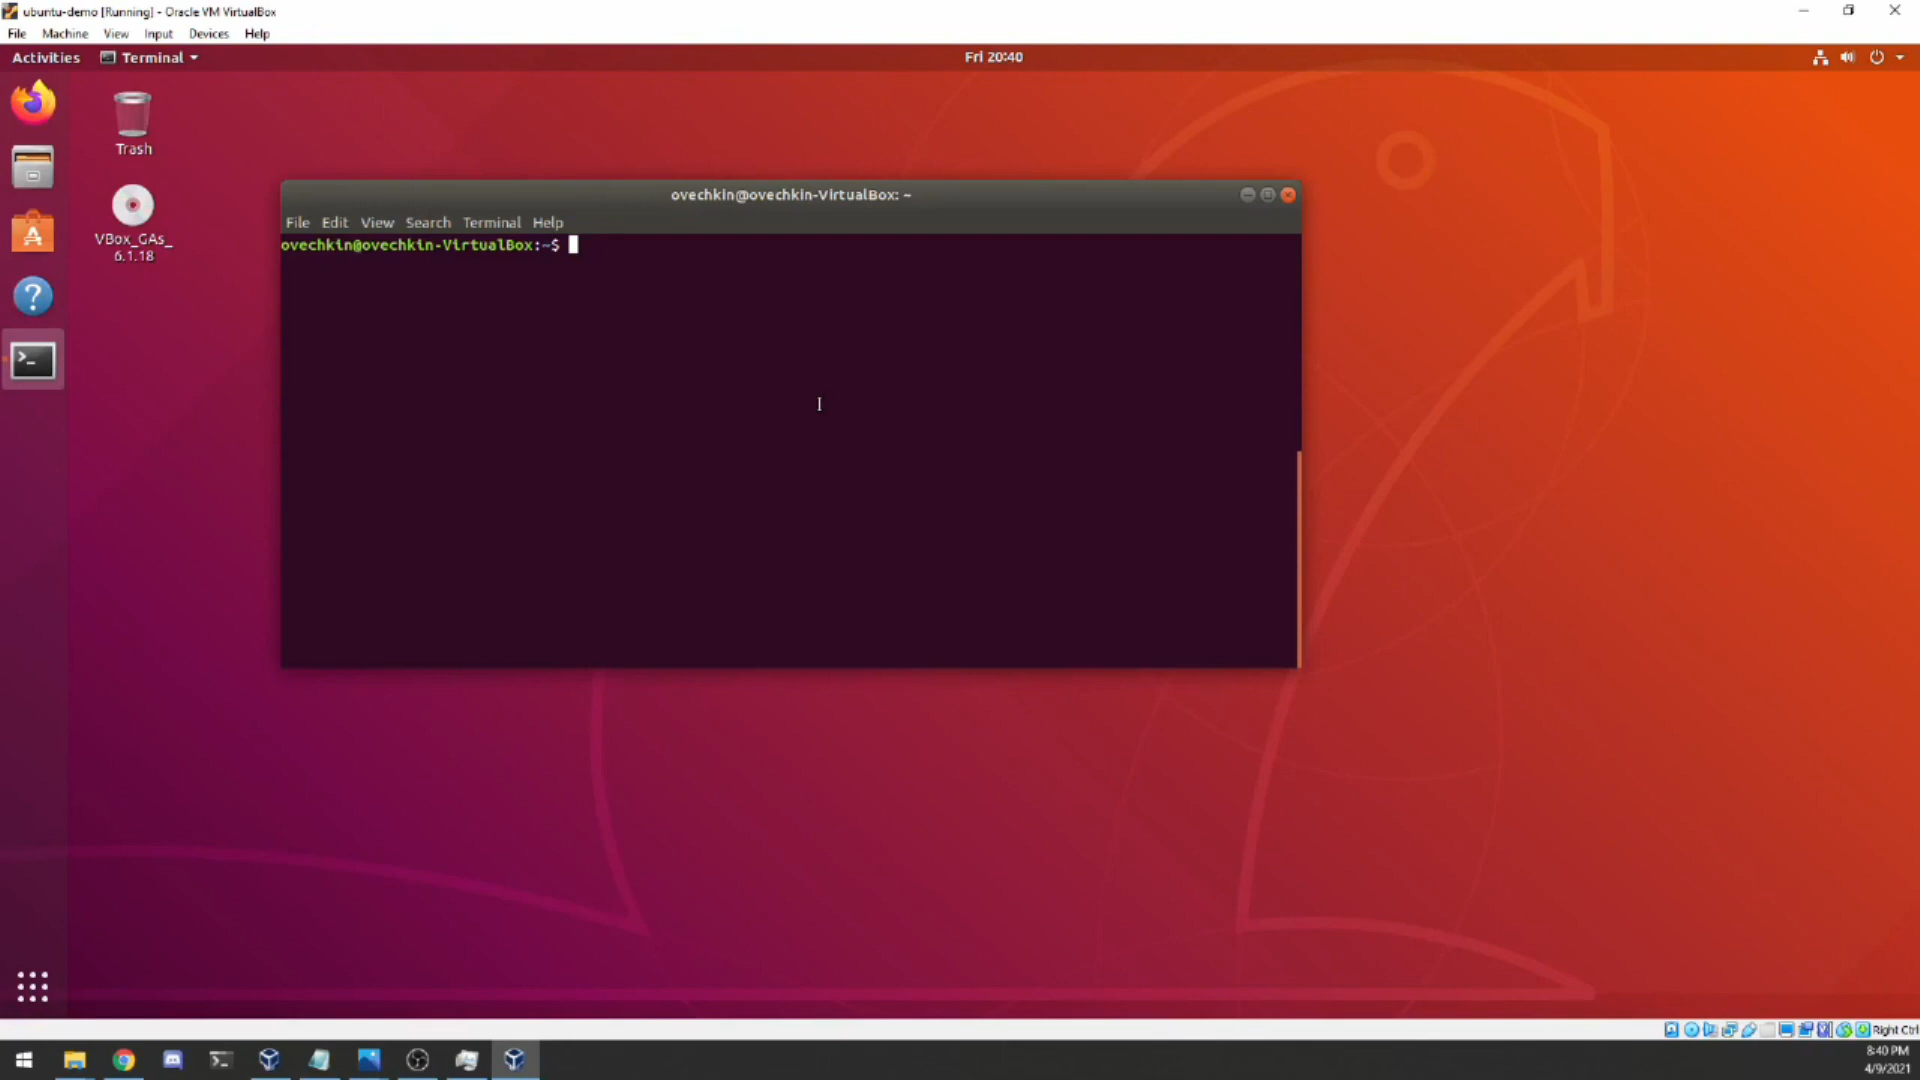 ubuntu-demo [Running] - Oracle VM VirtualBox
File Machine View Input Devices Help
Activities Terminal Fri 20:40
Trash
VBox_GAs_
6.1.18
ovechkin@ovechkin-VirtualBox: ~
File Edit View Search Terminal Help
ovechkin@ovechkin-VirtualBox:~$
Right Ctrl
8:40 PM
4/9/2021